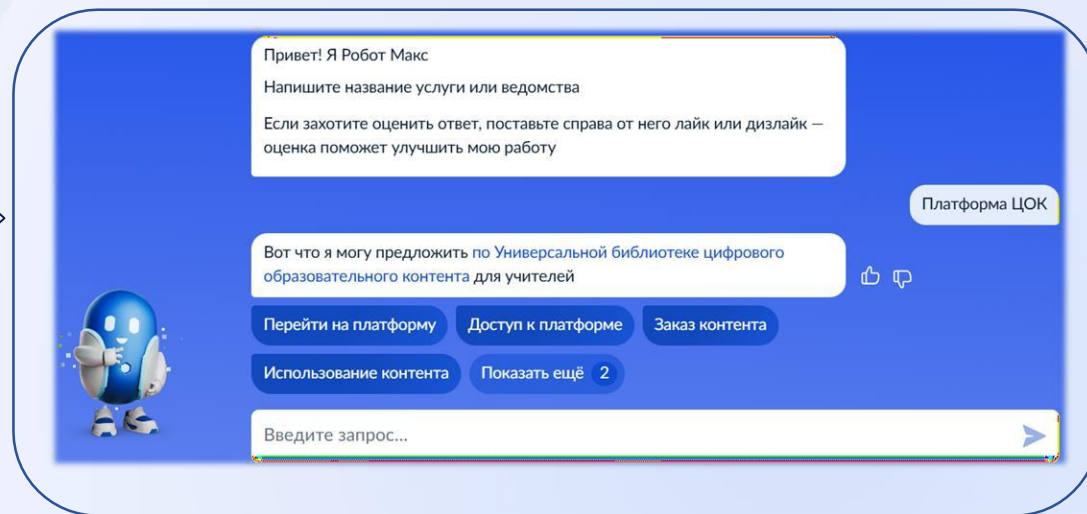 Привет! Я Робот Макс
Напишите название услуги или ведомства
Если захотите оценить ответ, поставьте справа от него лайк или дизлайк —
оценка поможет улучшить мою работу
Платформа ЦОК
Вот что я могу предложить по Универсальной библиотеке цифрового
образовательного контента для учителей
Перейти на платформу
Доступ к платформе
Заказ контента
Использование контента
Показать ещё 2
Введите запрос...